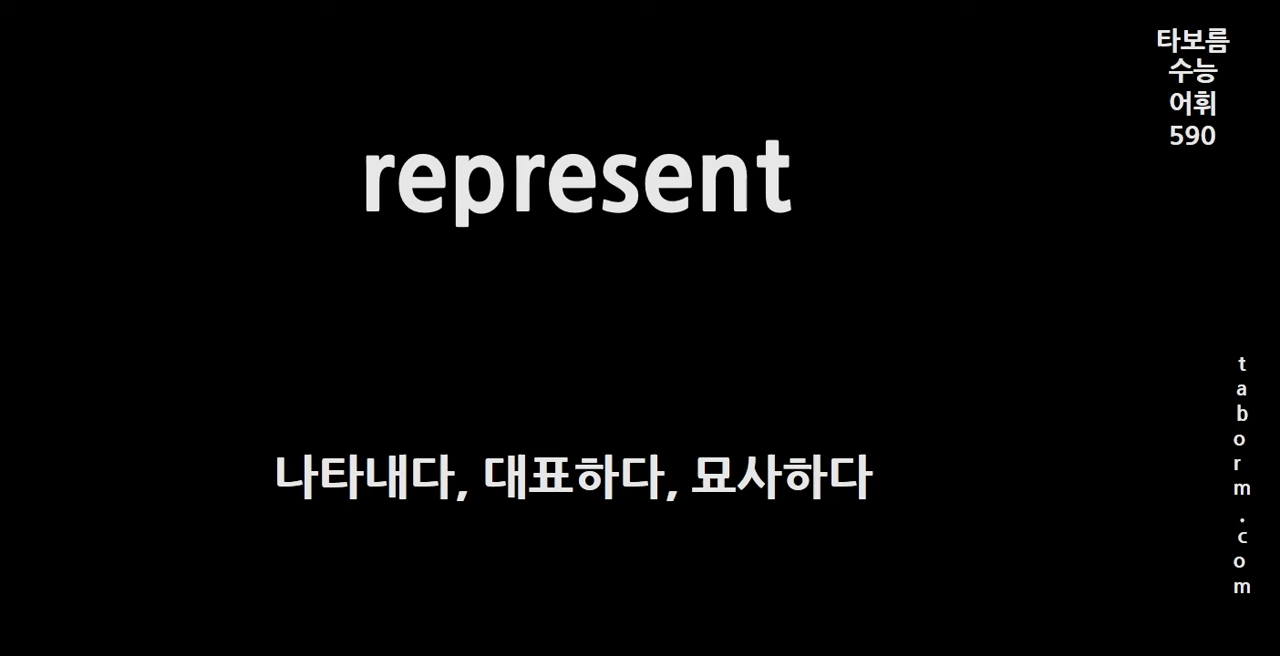 타보름
수능
어휘
590
represent
나타내다, 대표하다, 묘사하다
taborm.com